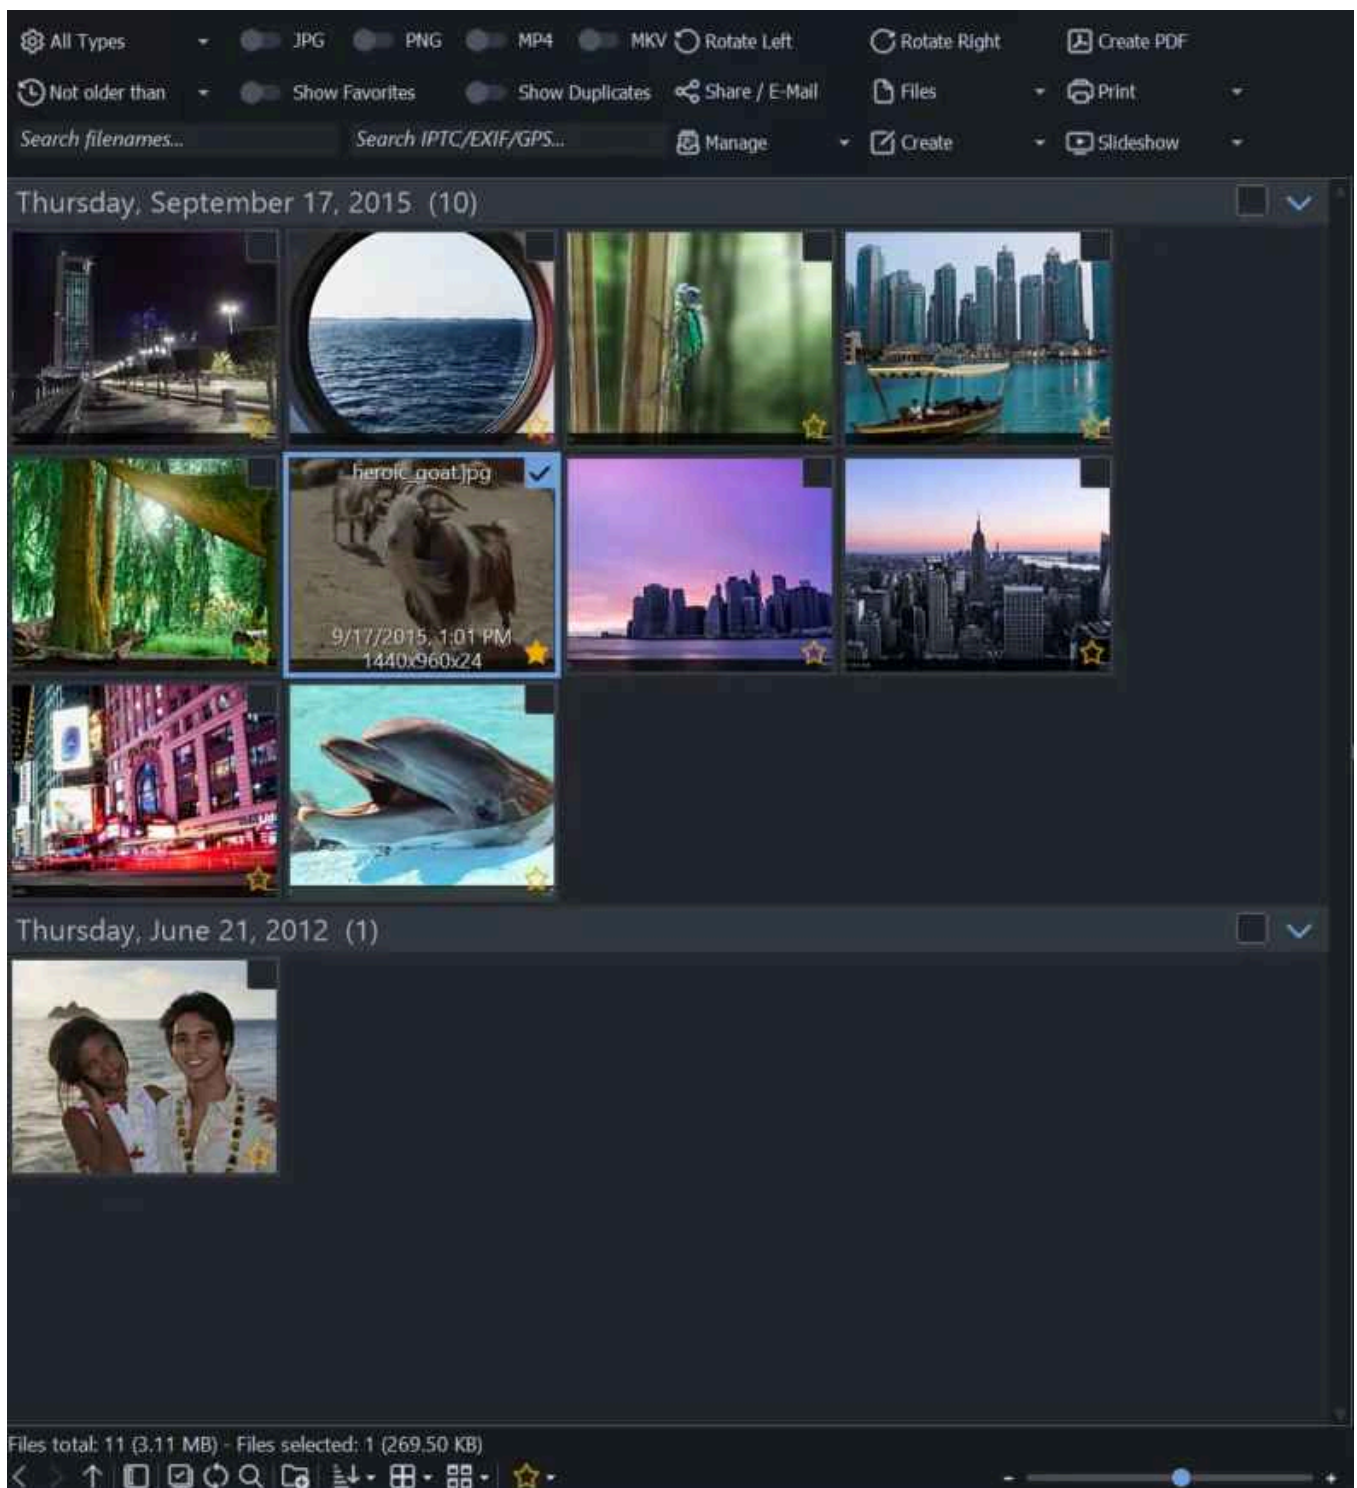 All Types JPG PNG MP4 MKV Rotate Left Rotate Right Create PDF
Not older than Show Favorites Show Duplicates Share / E-Mail Files Print
Search filenames... Search IPTC/EXIF/GPS... Manage Create Slideshow
Thursday, September 17, 2015 (10)
heroic_goat.jpg
9/17/2015, 1:01 PM
1440x960x24
Thursday, June 21, 2012 (1)
Files total: 11 (3.11 MB) - Files selected: 1 (269.50 KB)